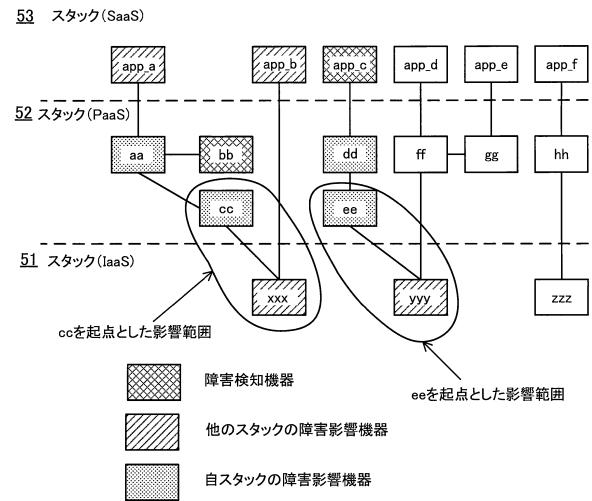 53 スタック(SaaS)
app_a app_b app_c app_d app_e app_f
52 スタック(PaaS)
aa bb dd ff gg hh
cc ee
51 スタック(IaaS)
xxx yyy zzz
ccを起点とした影響範囲
eeを起点とした影響範囲
障害検知機器
他のスタックの障害影響機器
自スタックの障害影響機器